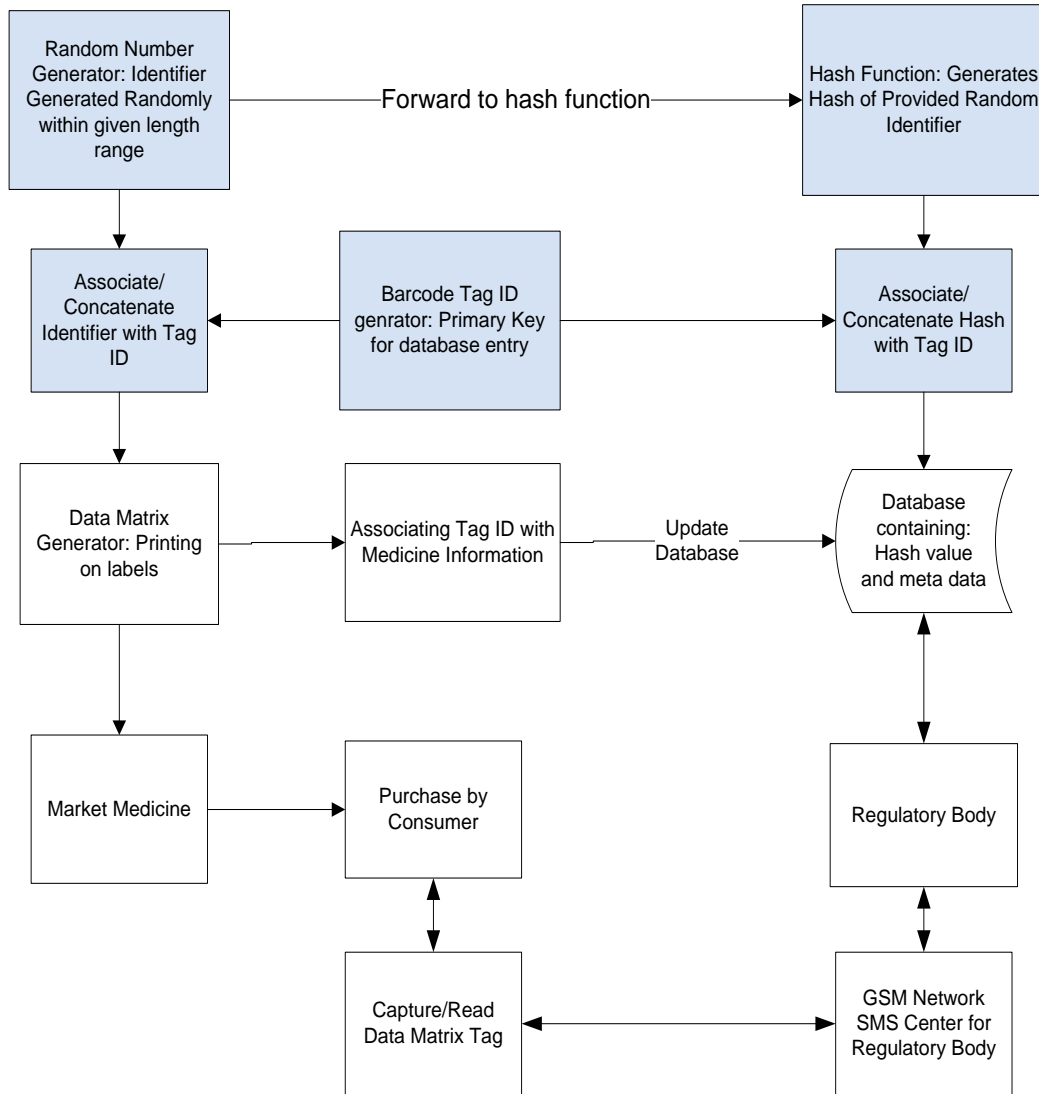 Random Number
Generator: Identifier
Generated Randomly
within given length
range
Forward to hash function
Hash Function: Generates
Hash of Provided Random
Identifier
Associate/
Concatenate
Identifier with Tag
ID
Barcode Tag ID
genrator: Primary Key
for database entry
Associate/
Concatenate Hash
with Tag ID
Data Matrix
Generator: Printing
on labels
Associating Tag ID with
Medicine Information
Update
Database
Database
containing:
Hash value
and meta data
Market Medicine
Purchase by
Consumer
Regulatory Body
Capture/Read
Data Matrix Tag
GSM Network
SMS Center for
Regulatory Body